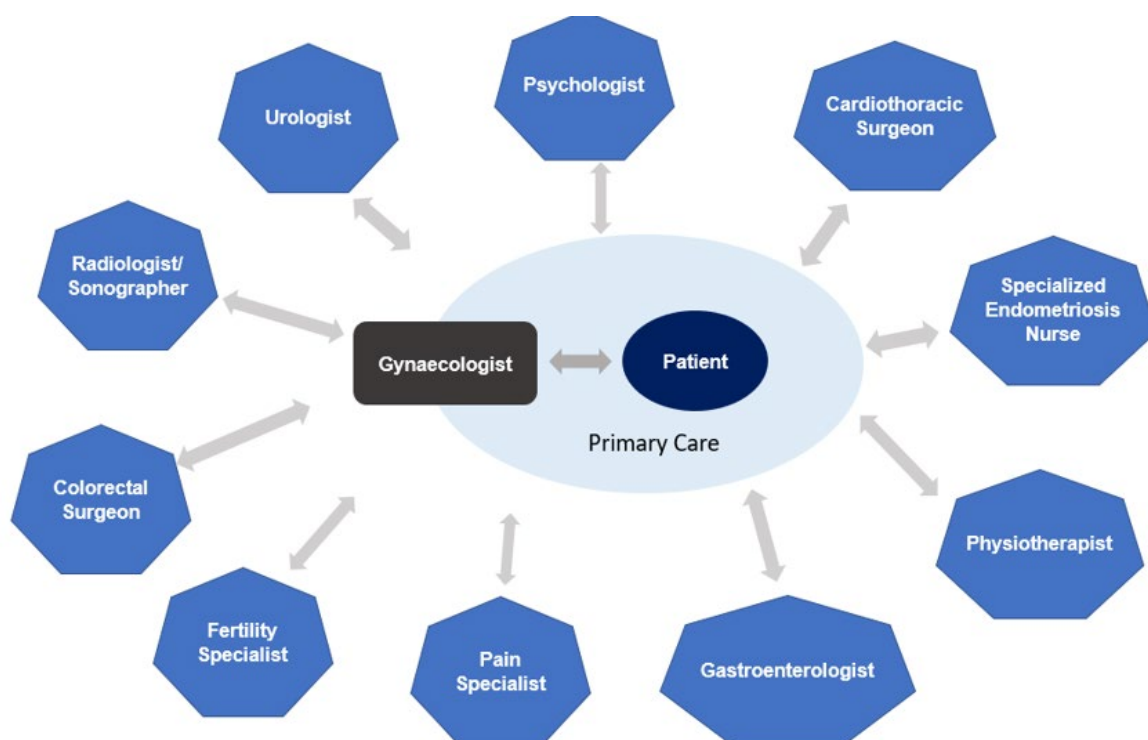 Psychologist
Urologist
Cardiothoracic
Surgeon
Radiologist/
Sonographer
Specialized
Endometriosis
Nurse
Gynaecologist
Patient
Primary Care
Colorectal
Surgeon
Physiotherapist
Fertility
Specialist
Pain
Specialist
Gastroenterologist